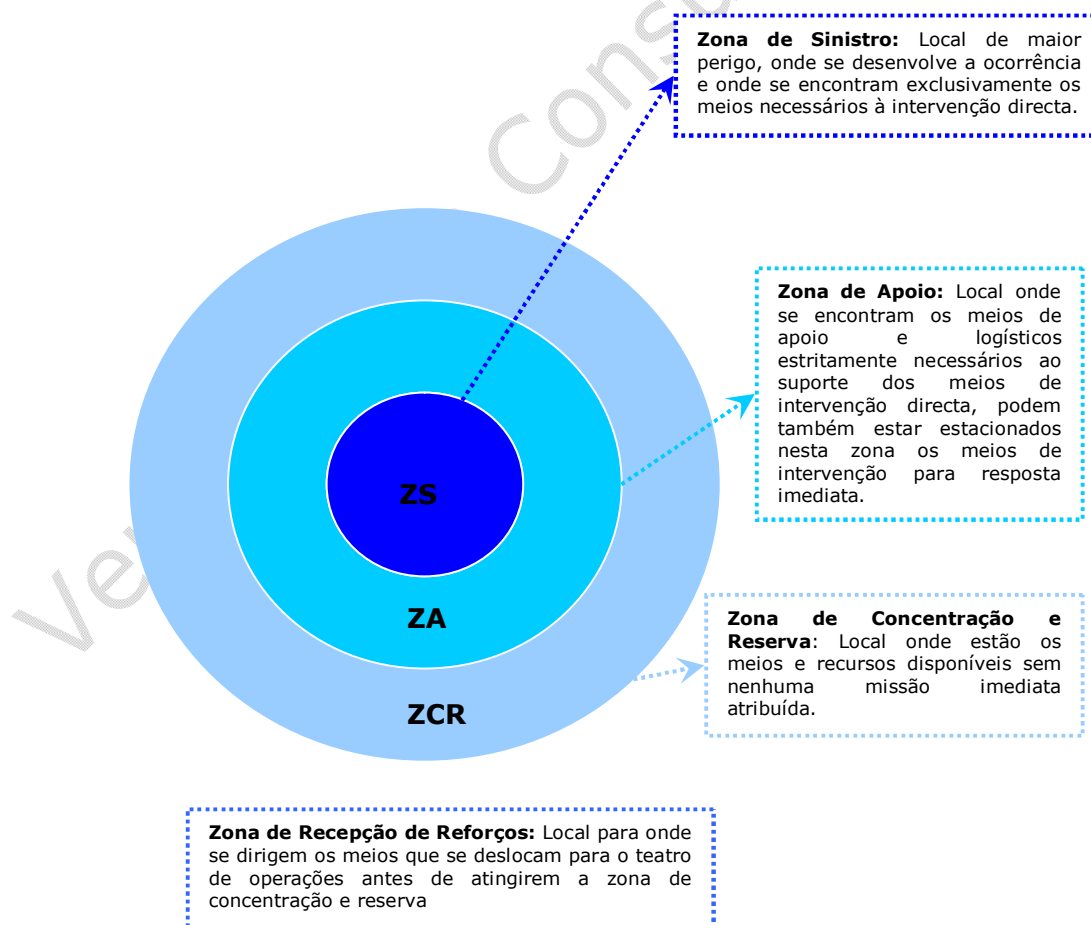 Zona de Sinistro: Local de maior
perigo, onde se desenvolve a ocorrência
e onde se encontram exclusivamente os
meios necessários à intervenção directa.
Zona de Apoio: Local onde
se encontram os meios de
apoio e logísticos
estritamente necessários ao
suporte dos meios de
intervenção directa, podem
também estar estacionados
nesta zona os meios de
intervenção para resposta
imediata.
ZS
ZA
Zona de Concentração e
Reserva: Local onde estão os
meios e recursos disponíveis sem
nenhuma missão imediata
atribuída.
ZCR
Zona de Recepção de Reforços: Local para onde
se dirigem os meios que se deslocam para o teatro
de operações antes de atingirem a zona de
concentração e reserva